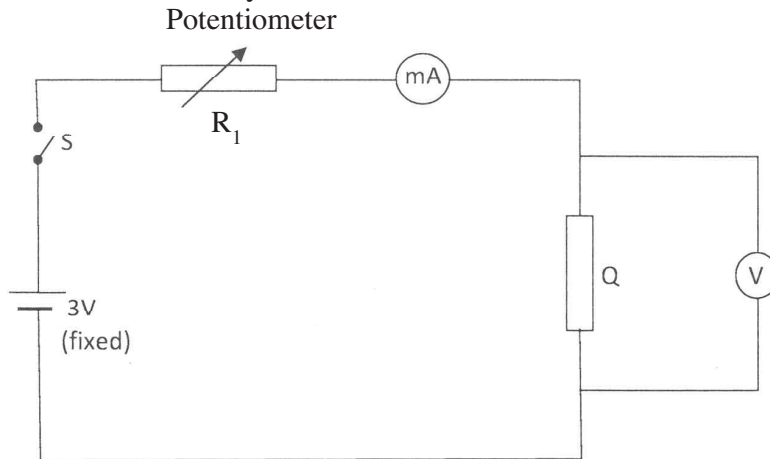 Potentiometer
mA
R1
S
Q
V
3V
(fixed)